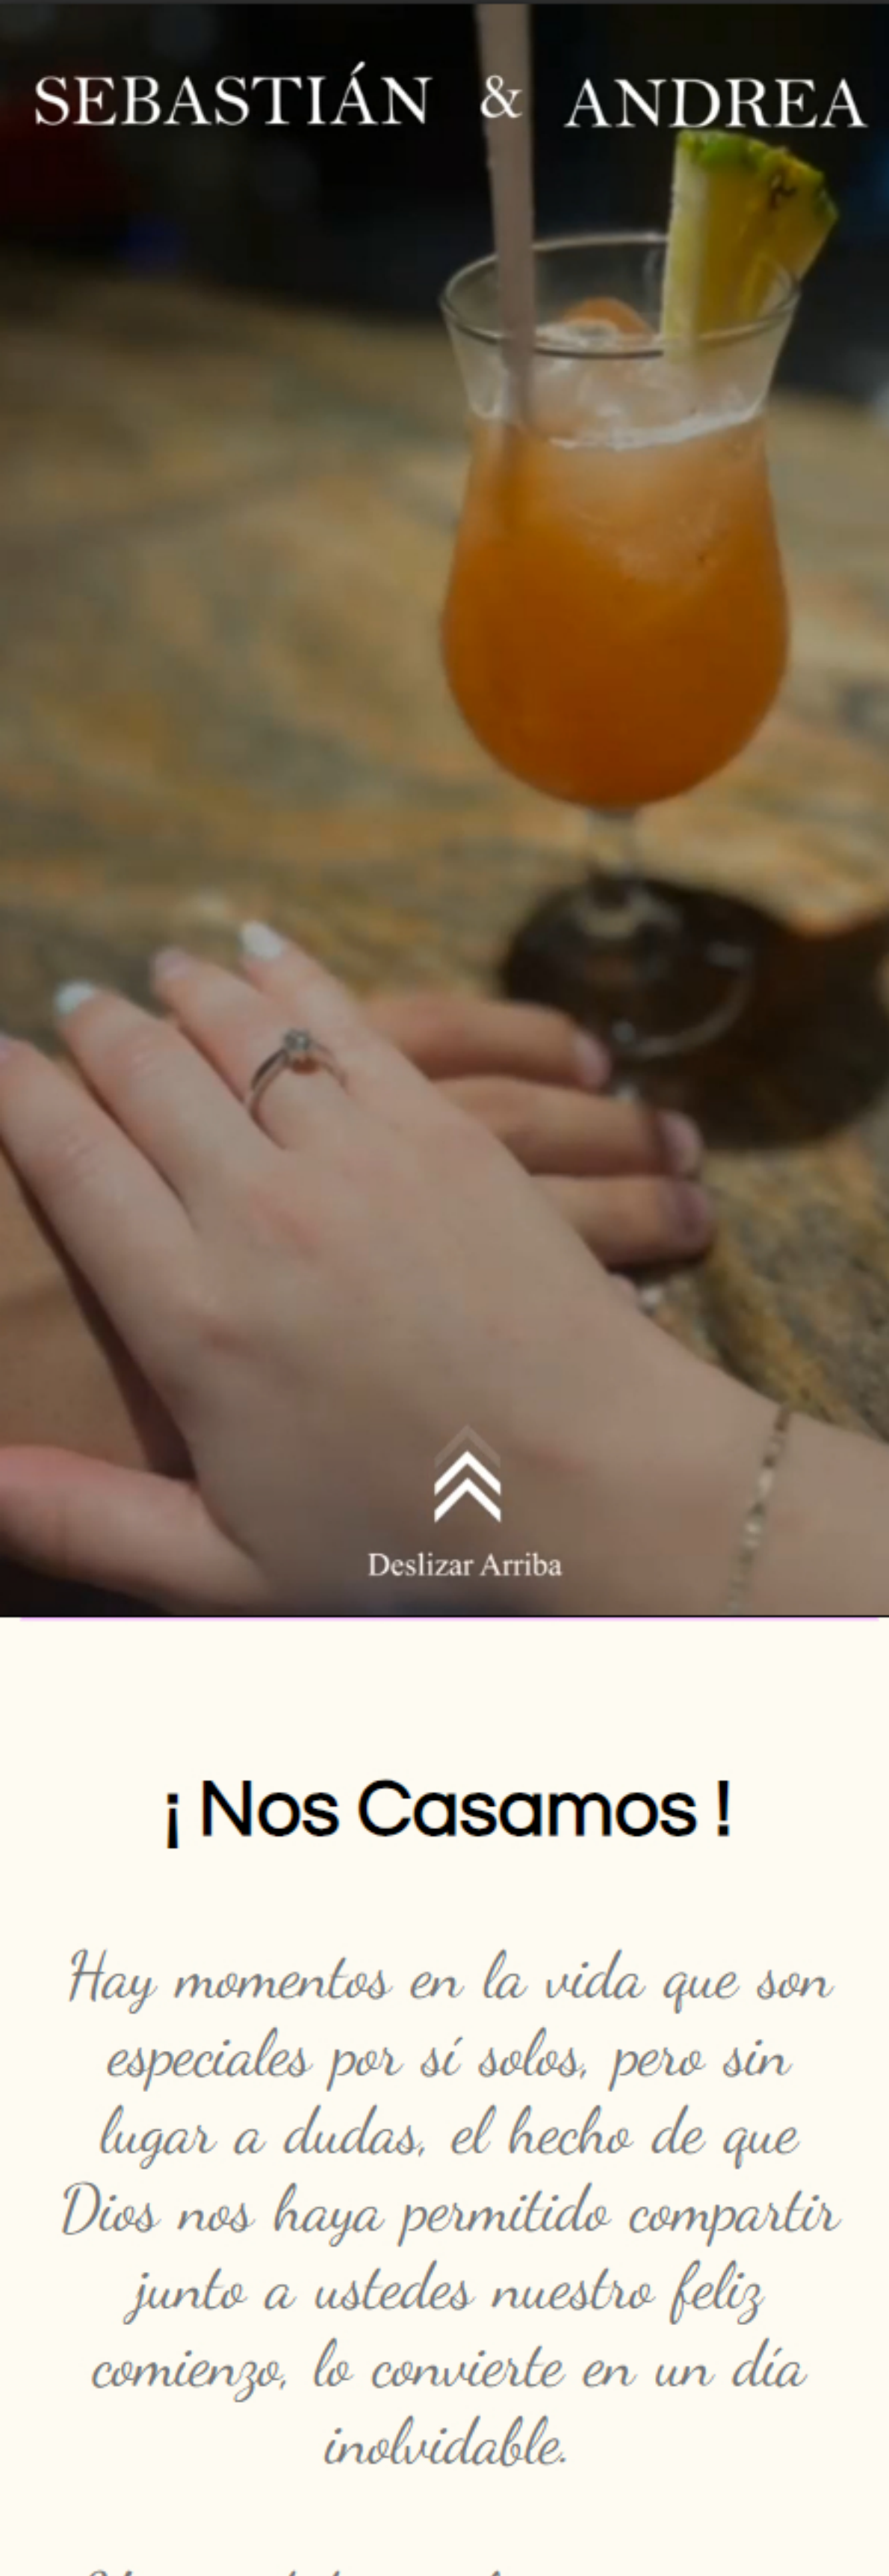 SEBASTIÁN & ANDREA
Deslizar Arriba
¡ Nos Casamos !
Hay momentos en la vida que son
especiales por sí solos, pero sin
lugar a dudas, el hecho de que
Dios nos haya permitido compartir
junto a ustedes nuestro feliz
comienzo, lo convierte en un día
inolvidable.